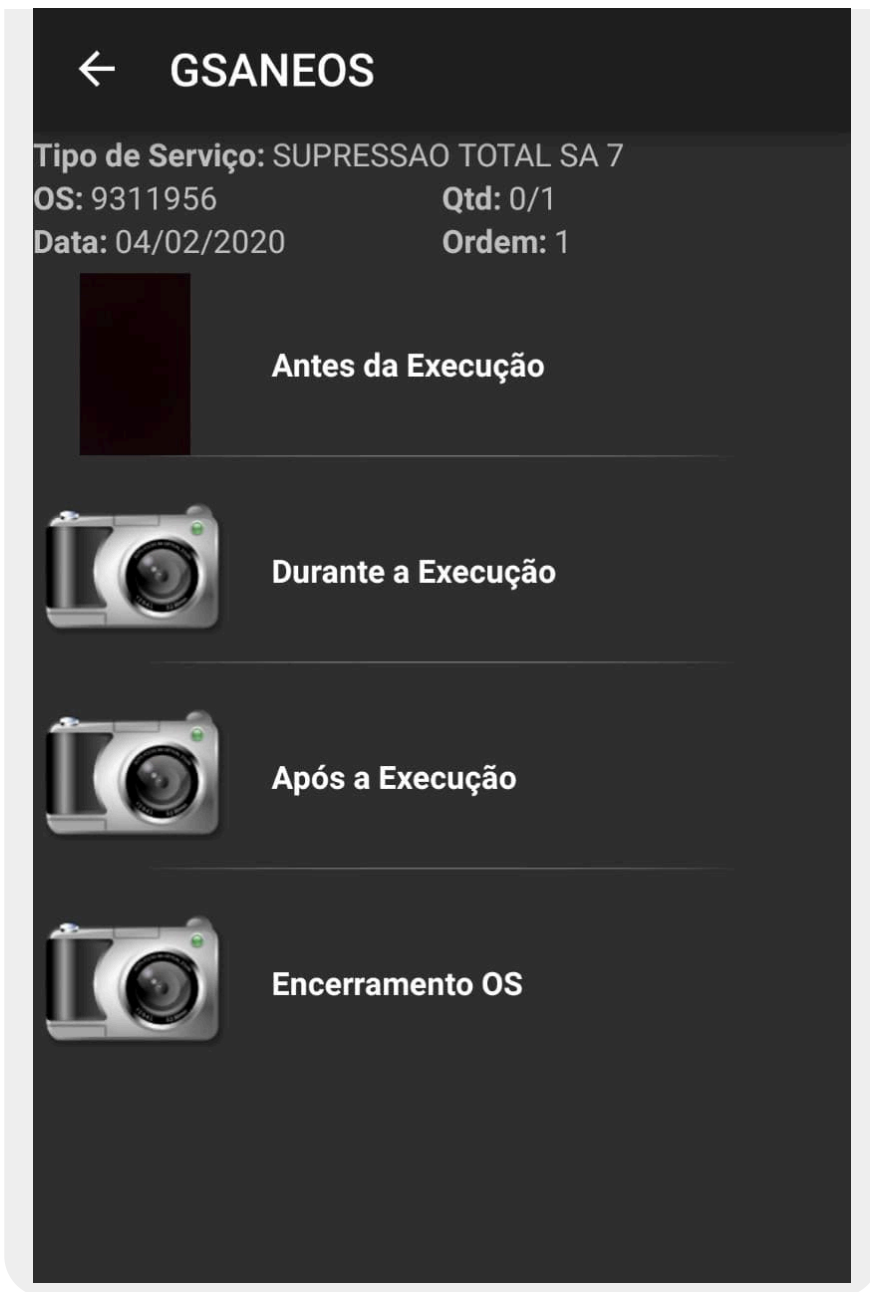 GSANEOS
Tipo de Serviço: SUPRESSAO TOTAL SA 7
OS: 9311956 Qtd: 0/1
Data: 04/02/2020 Ordem: 1
Antes da Execução
Durante a Execução
Após a Execução
Encerramento OS